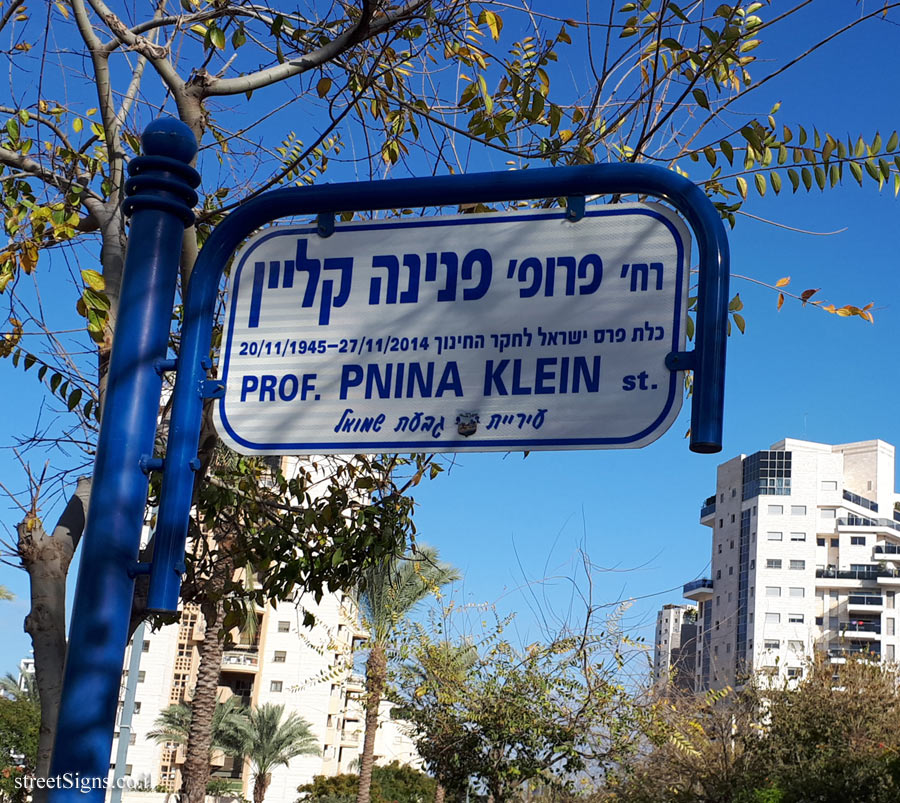 רח' פרופ' פנינה קליין
כלת פרס ישראל לחקר החינוך 20/11/1945-27/11/2014
PROF. PNINA KLEIN st.
עיריית גבעת שמואל
streetSigns.co.il